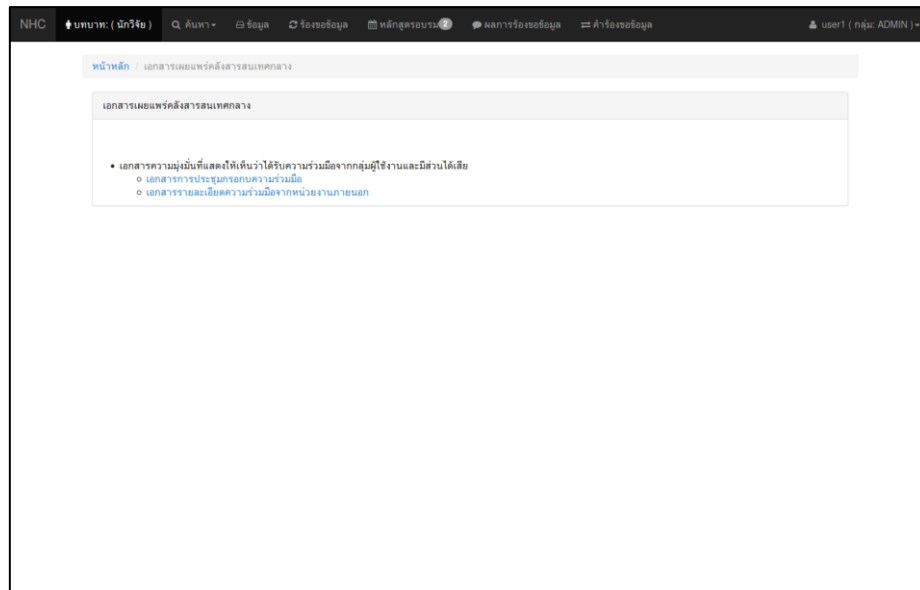 NHC บทบาท: ( นักวิจัย ) ค้นหา ข้อมูล ร้องขอข้อมูล หลักสูตรอบรม 2 ผลการร้องขอข้อมูล คำร้องขอข้อมูล user1 ( กลุ่ม: ADMIN )
หน้าหลัก / เอกสารเผยแพร่คลังสารสนเทศกลาง
เอกสารเผยแพร่คลังสารสนเทศกลาง
เอกสารความมุ่งมั่นที่แสดงให้เห็นว่าได้รับความร่วมมือจากกลุ่มผู้ใช้งานและมีส่วนได้เสีย
เอกสารการประชุมกรอกบความร่วมมือ
เอกสารรายละเอียดความร่วมมือจากหน่วยงานภายนอก